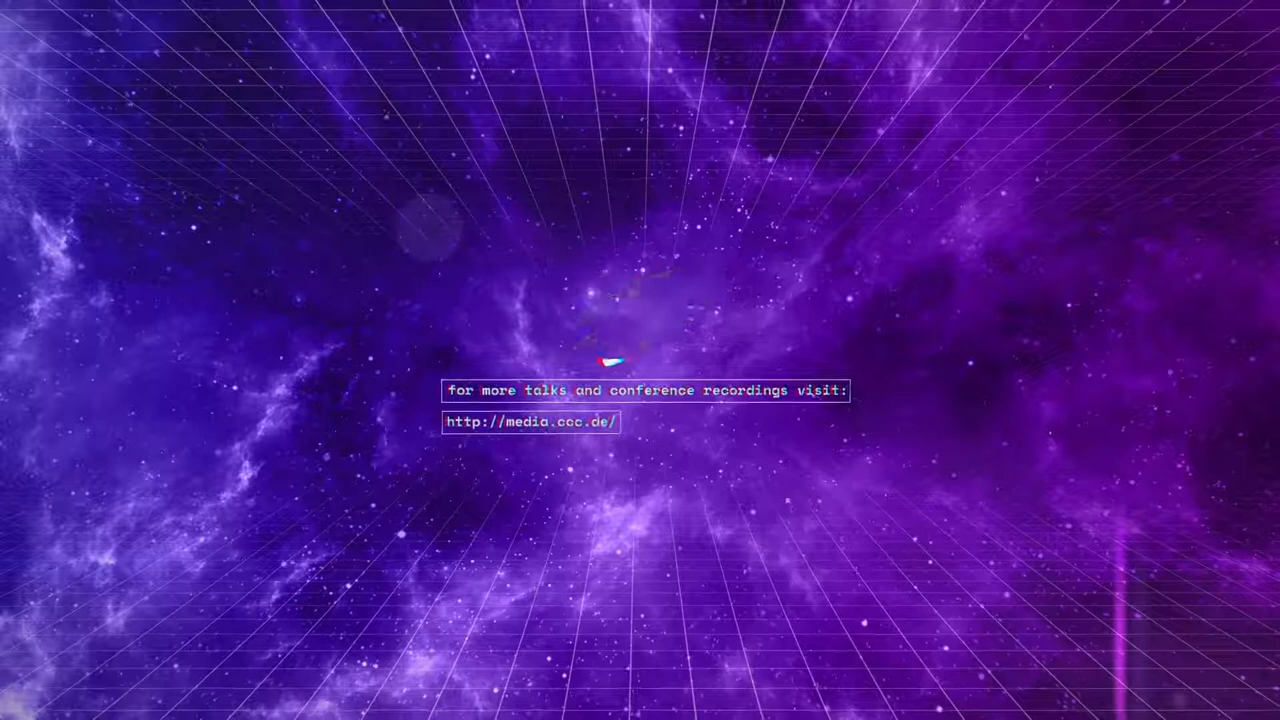 for more talks and conference recordings visit:
http://media.ccc.de/